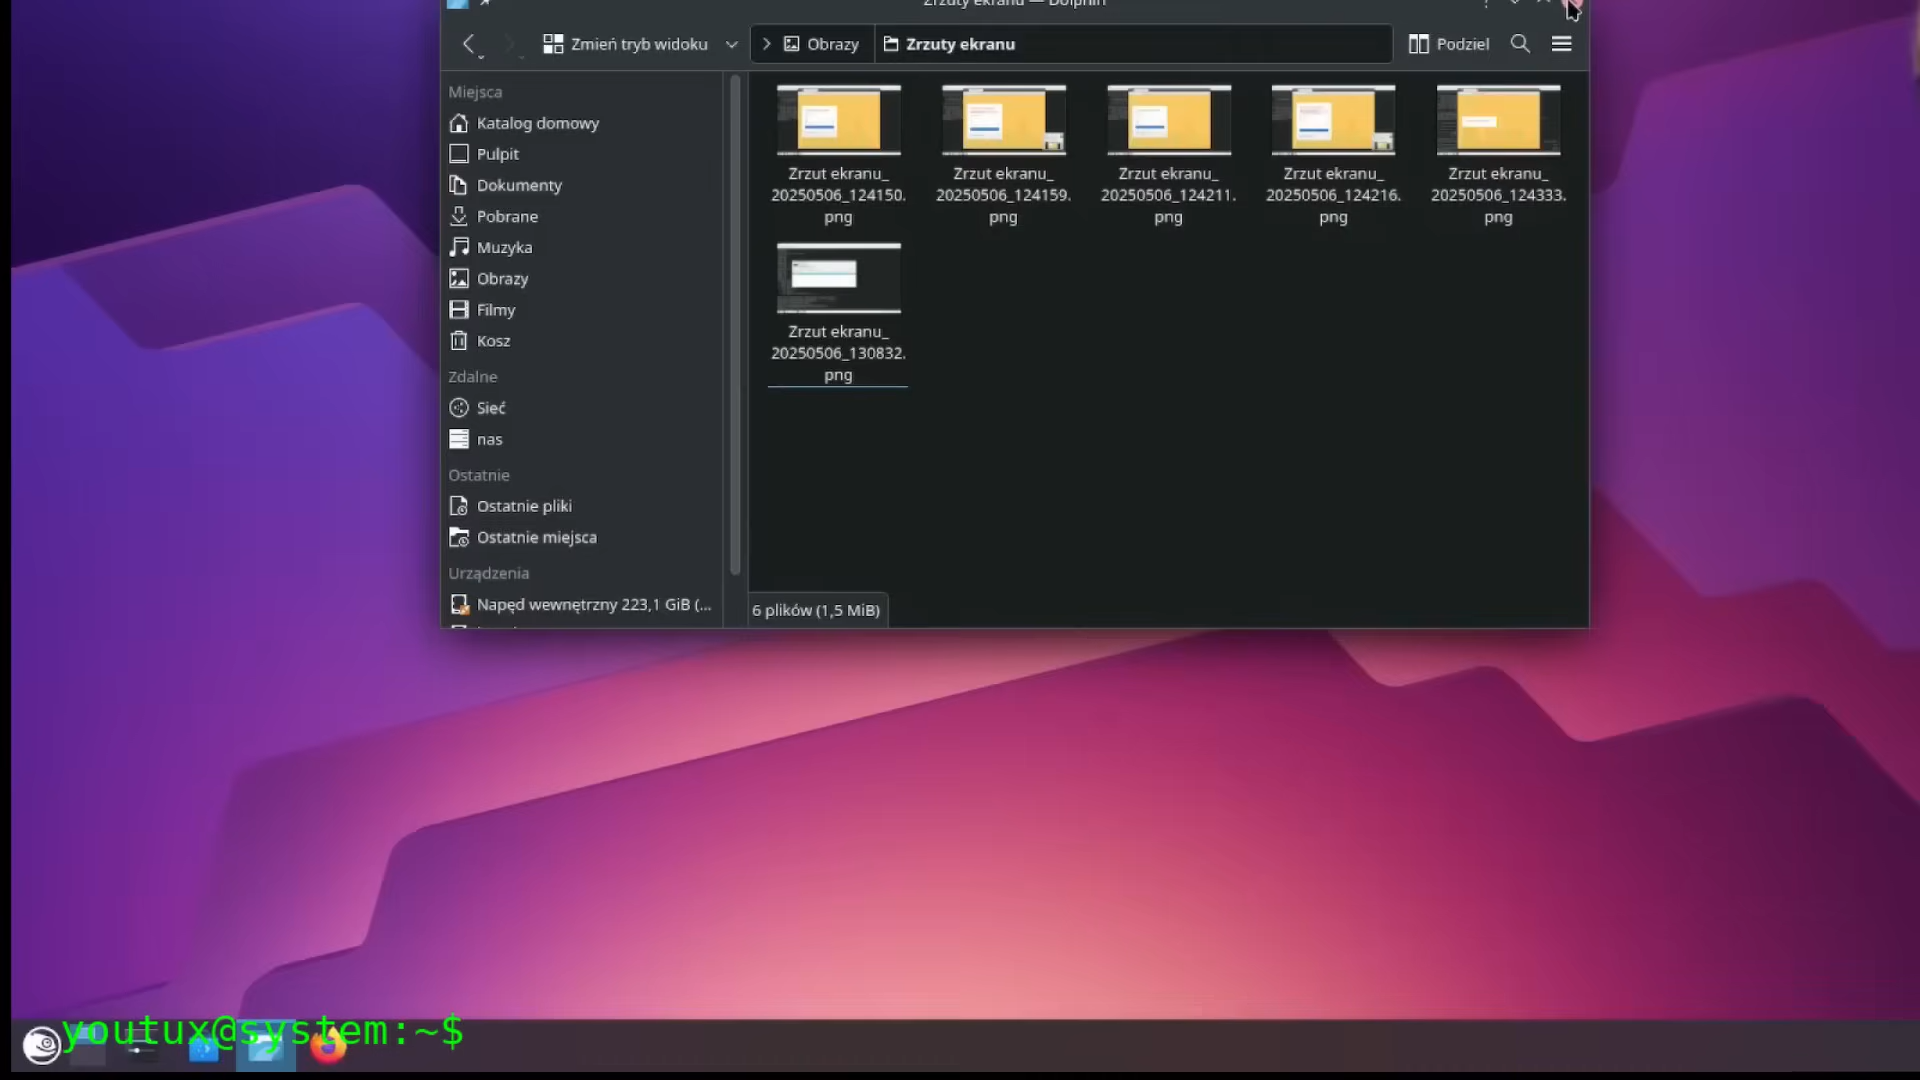 Zrzuty ekranu — Dolphin
Zmień tryb widoku
Obrazy
Zrzuty ekranu
Podziel
Miejsca
Katalog domowy
Pulpit
Dokumenty
Pobrane
Muzyka
Obrazy
Filmy
Kosz
Zdalne
Sieć
nas
Ostatnie
Ostatnie pliki
Ostatnie miejsca
Urządzenia
Napęd wewnętrzny 223,1 GiB (...
Zrzut ekranu_
20250506_124150.
png
Zrzut ekranu_
20250506_124159.
png
Zrzut ekranu_
20250506_124211.
png
Zrzut ekranu_
20250506_124216.
png
Zrzut ekranu_
20250506_124333.
png
Zrzut ekranu_
20250506_130832.
png
6 plików (1,5 MiB)
youtux@system:~$